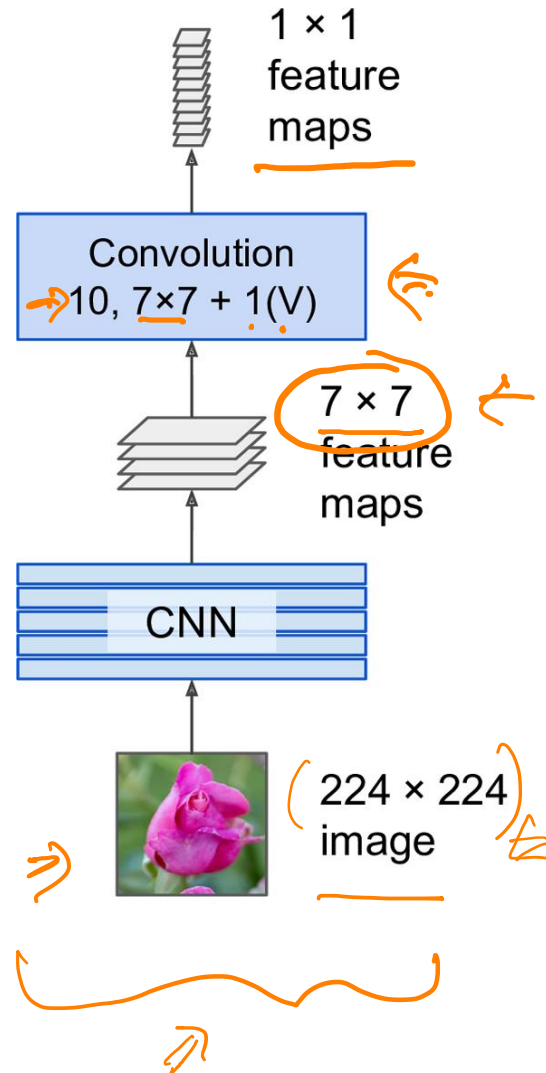 1 × 1
feature
maps
Convolution
10, 7×7 + 1(V)
7 × 7
feature
maps
CNN
224 × 224
image